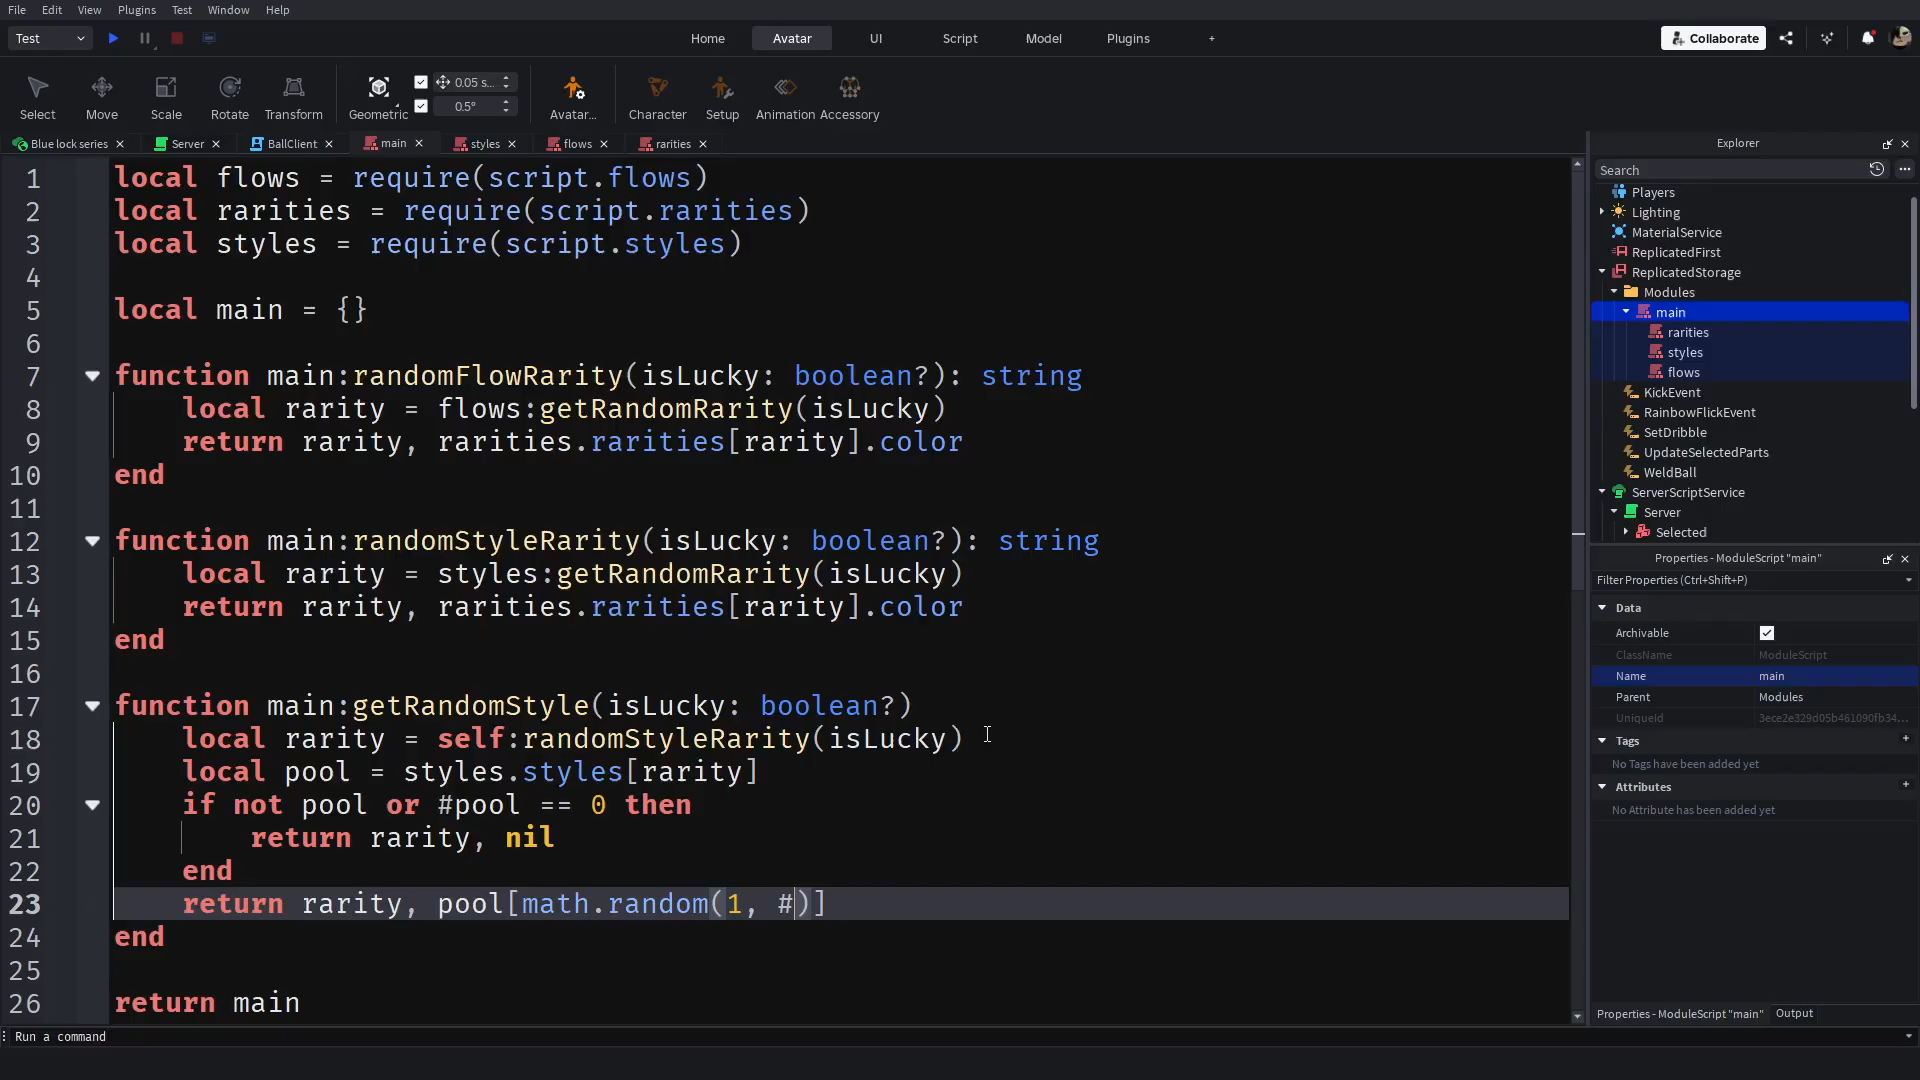 File Edit View Plugins Test Window Help
Test Home Avatar UI Script Model Plugins + Collaborate
Select Move Scale Rotate Transform Geometric 0.05 s... 0.5° Avatar... Character Setup Animation Accessory
Blue lock series Server BallClient main styles flows rarities
1 local flows = require(script.flows)
2 local rarities = require(script.rarities)
3 local styles = require(script.styles)
4
5 local main = {}
6
7 function main:randomFlowRarity(isLucky: boolean?): string
8 local rarity = flows:getRandomRarity(isLucky)
9 return rarity, rarities.rarities[rarity].color
10 end
11
12 function main:randomStyleRarity(isLucky: boolean?): string
13 local rarity = styles:getRandomRarity(isLucky)
14 return rarity, rarities.rarities[rarity].color
15 end
16
17 function main:getRandomStyle(isLucky: boolean?)
18 local rarity = self:randomStyleRarity(isLucky)
19 local pool = styles.styles[rarity]
20 if not pool or #pool == 0 then
21 return rarity, nil
22 end
23 return rarity, pool[math.random(1, #)]
24 end
25
26 return main
Explorer
Search
Players
Lighting
MaterialService
ReplicatedFirst
ReplicatedStorage
Modules
main
rarities
styles
flows
KickEvent
RainbowFlickEvent
SetDribble
UpdateSelectedParts
WeldBall
ServerScriptService
Server
Selected
Properties - ModuleScript "main"
Filter Properties (Ctrl+Shift+P)
Data
Archivable
ClassName ModuleScript
Name main
Parent Modules
UniqueId 3ece2e329d05b461090fb34...
Tags +
No Tags have been added yet
Attributes +
No Attribute has been added yet
Properties - ModuleScript "main" Output
Run a command